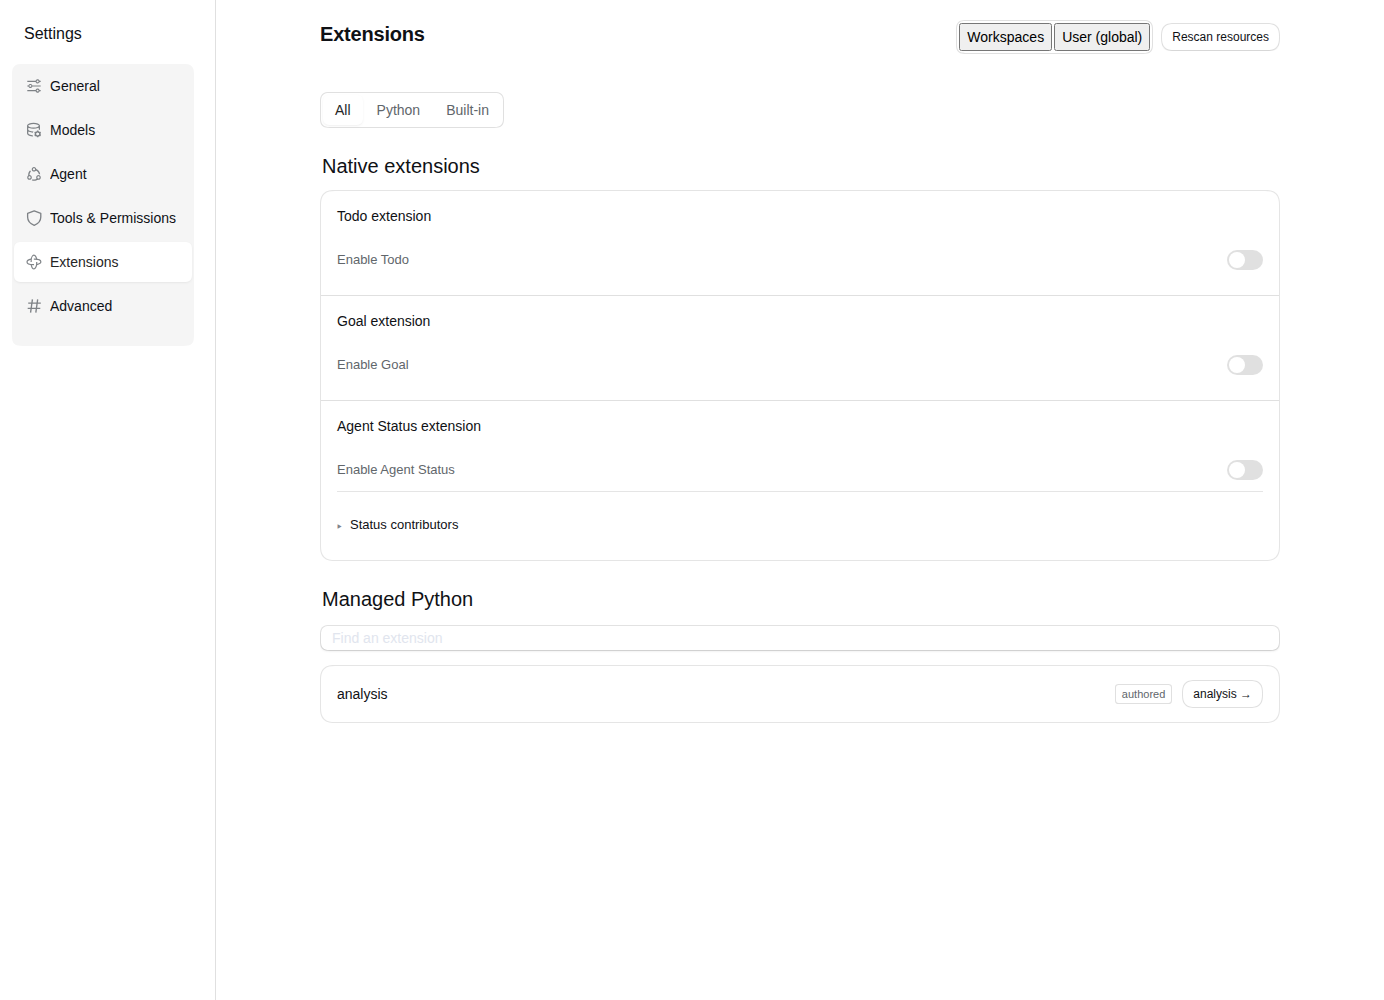 Settings
General
Models
Agent
Tools & Permissions
Extensions
Advanced
Extensions
Workspaces
User (global)
Rescan resources
All
Python
Built-in
Native extensions
Todo extension
Enable Todo
Goal extension
Enable Goal
Agent Status extension
Enable Agent Status
Status contributors
Managed Python
Find an extension
analysis
authored
analysis →